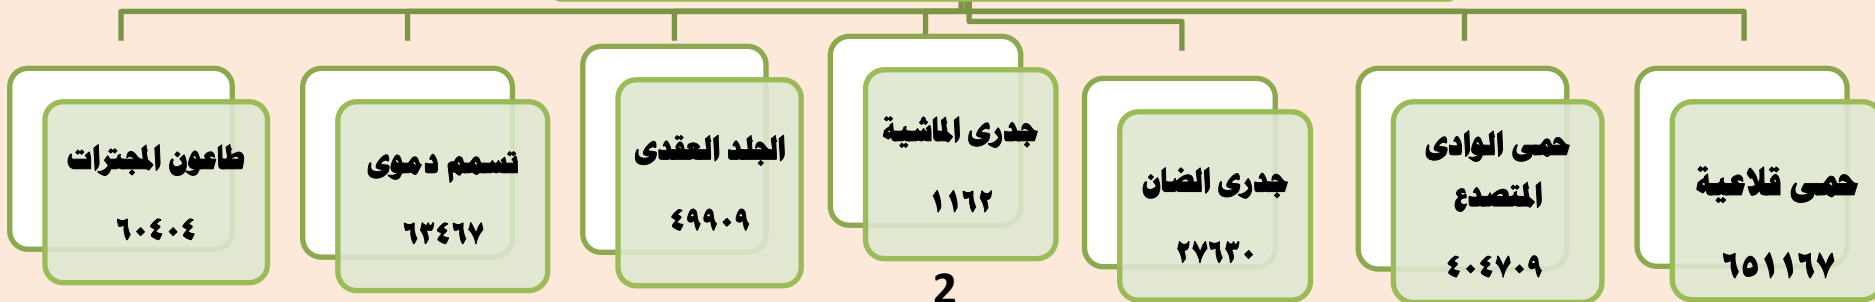 حمى قلاعية
٦٥١١٦٧
حمى الوادى
المتصدع
٤٠٤٧٠٩
جدرى الضان
٢٧٦٣٠
جدرى الماشية
١١٦٢
الجلد العقدى
٤٩٩٠٩
تسمم دموى
٦٣٤٦٧
طاعون المجترات
٦٠٤٠٤
2